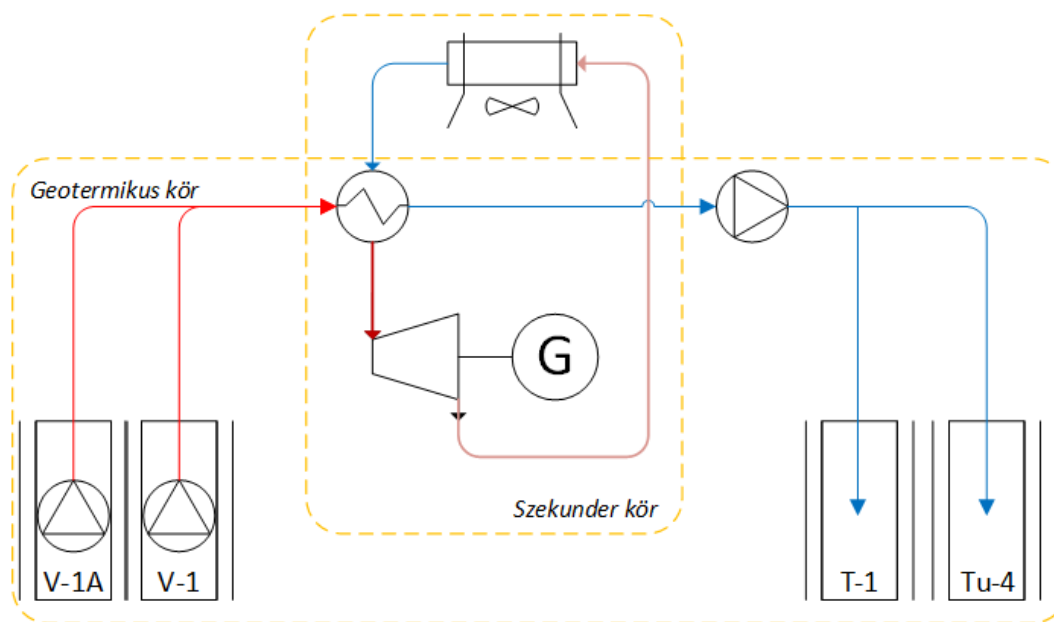 Geotermikus kör
G
Szekunder kör
V-1A
V-1
T-1
Tu-4